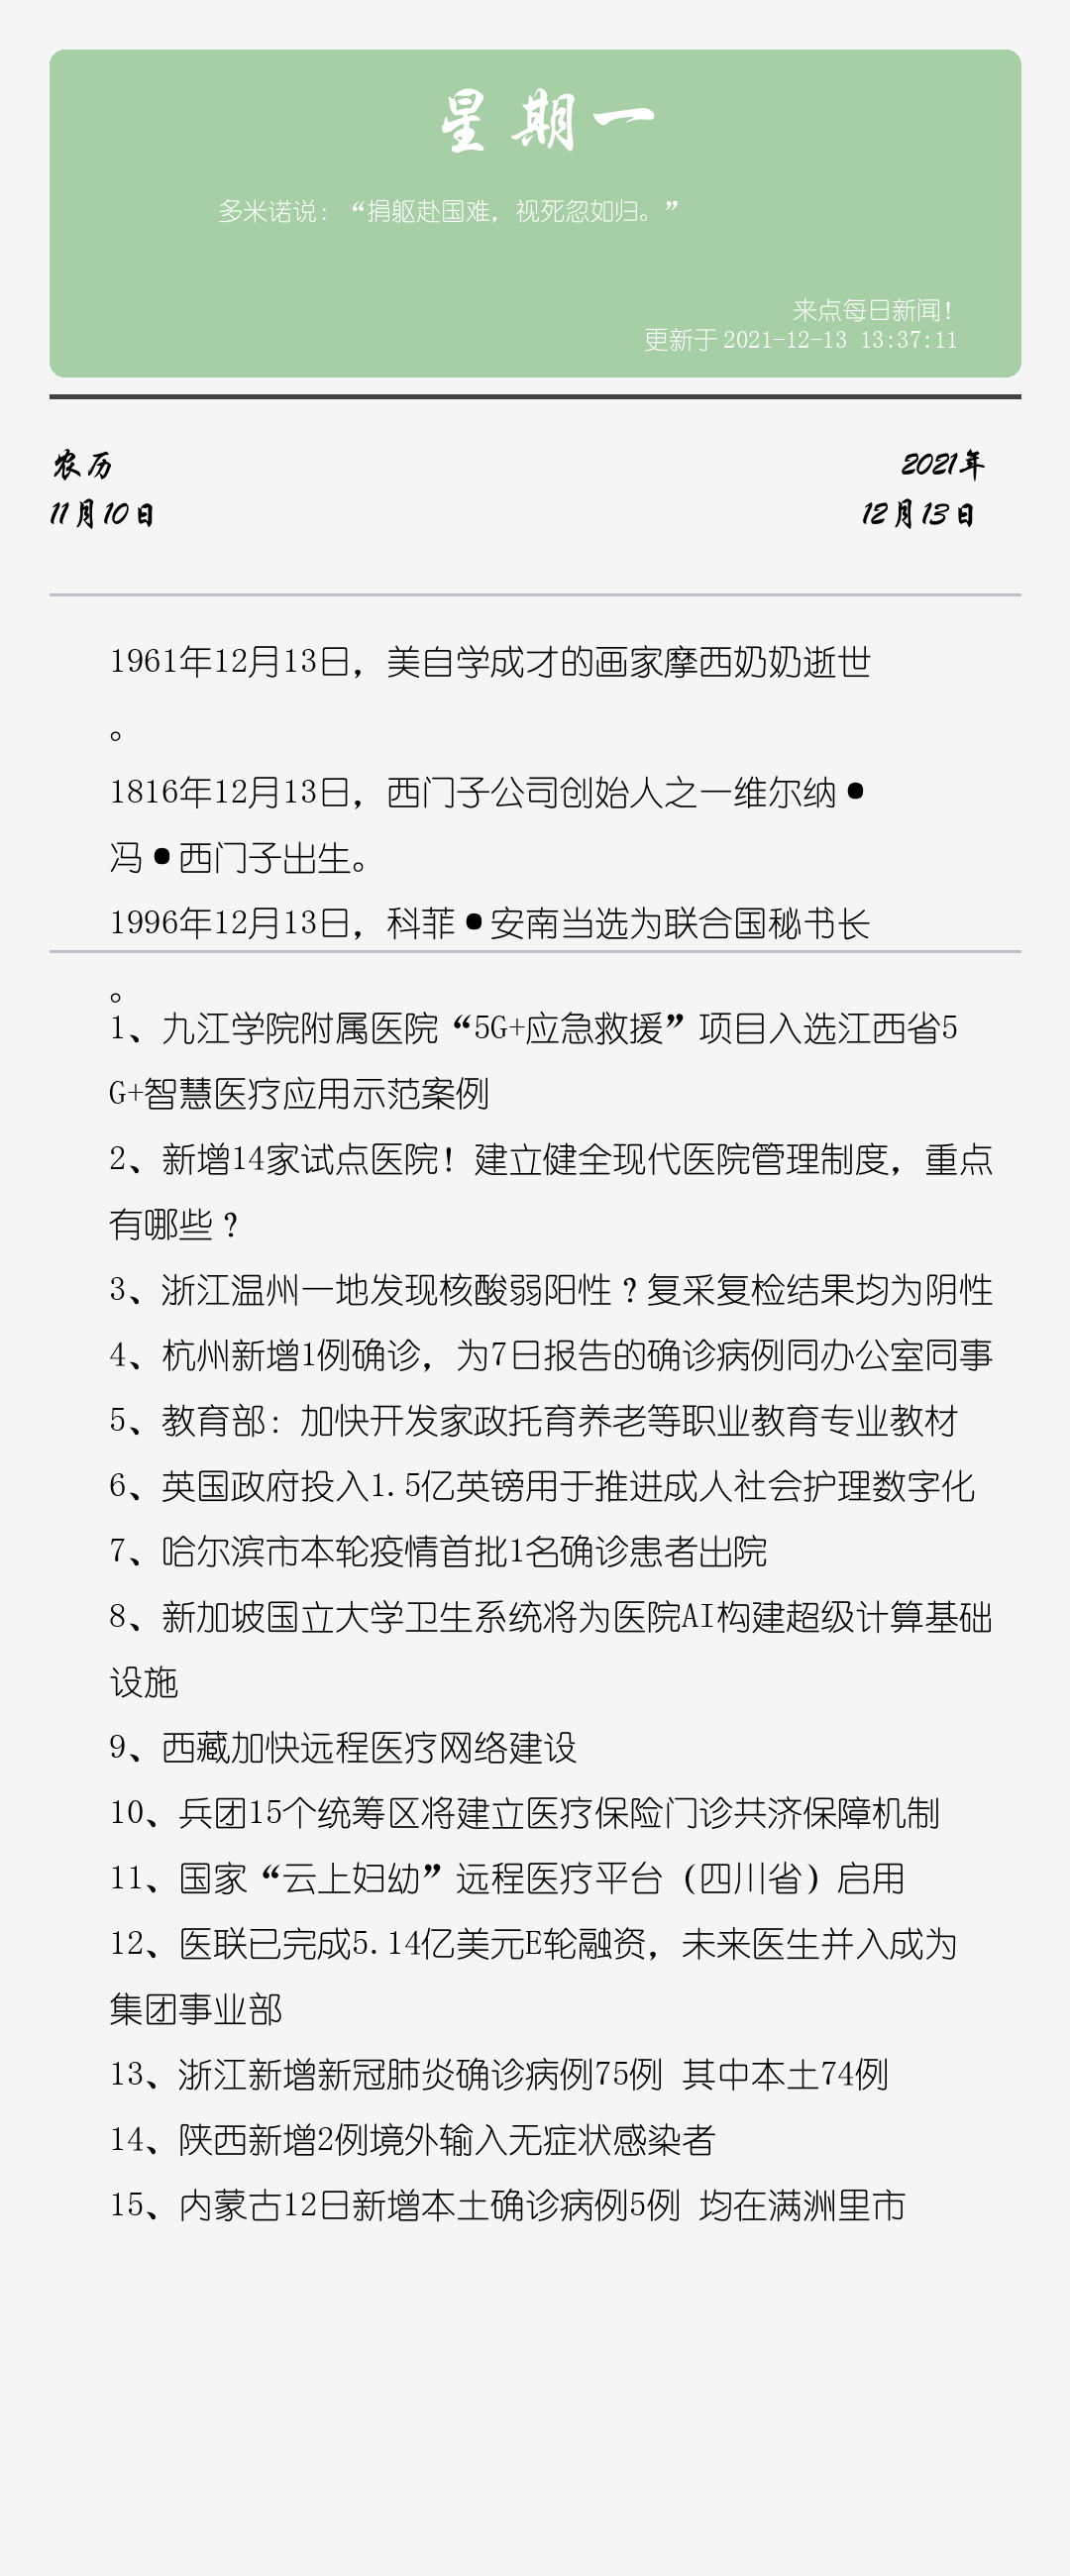 星期一
多米诺说：“捐躯赴国难，视死忽如归。”
来点每日新闻！
更新于2021-12-13 13:37:11
农历
11月10日
2021年
12月13日
1961年12月13日，美自学成才的画家摩西奶奶逝世
。
1816年12月13日，西门子公司创始人之一维尔纳•
冯•西门子出生。
1996年12月13日，科菲•安南当选为联合国秘书长
。
1、九江学院附属医院“5G+应急救援”项目入选江西省5
G+智慧医疗应用示范案例
2、新增14家试点医院！建立健全现代医院管理制度，重点
有哪些？
3、浙江温州一地发现核酸弱阳性？复采复检结果均为阴性
4、杭州新增1例确诊，为7日报告的确诊病例同办公室同事
5、教育部：加快开发家政托育养老等职业教育专业教材
6、英国政府投入1.5亿英镑用于推进成人社会护理数字化
7、哈尔滨市本轮疫情首批1名确诊患者出院
8、新加坡国立大学卫生系统将为医院AI构建超级计算基础
设施
9、西藏加快远程医疗网络建设
10、兵团15个统筹区将建立医疗保险门诊共济保障机制
11、国家“云上妇幼”远程医疗平台（四川省）启用
12、医联已完成5.14亿美元E轮融资，未来医生并入成为
集团事业部
13、浙江新增新冠肺炎确诊病例75例 其中本土74例
14、陕西新增2例境外输入无症状感染者
15、内蒙古12日新增本土确诊病例5例 均在满洲里市